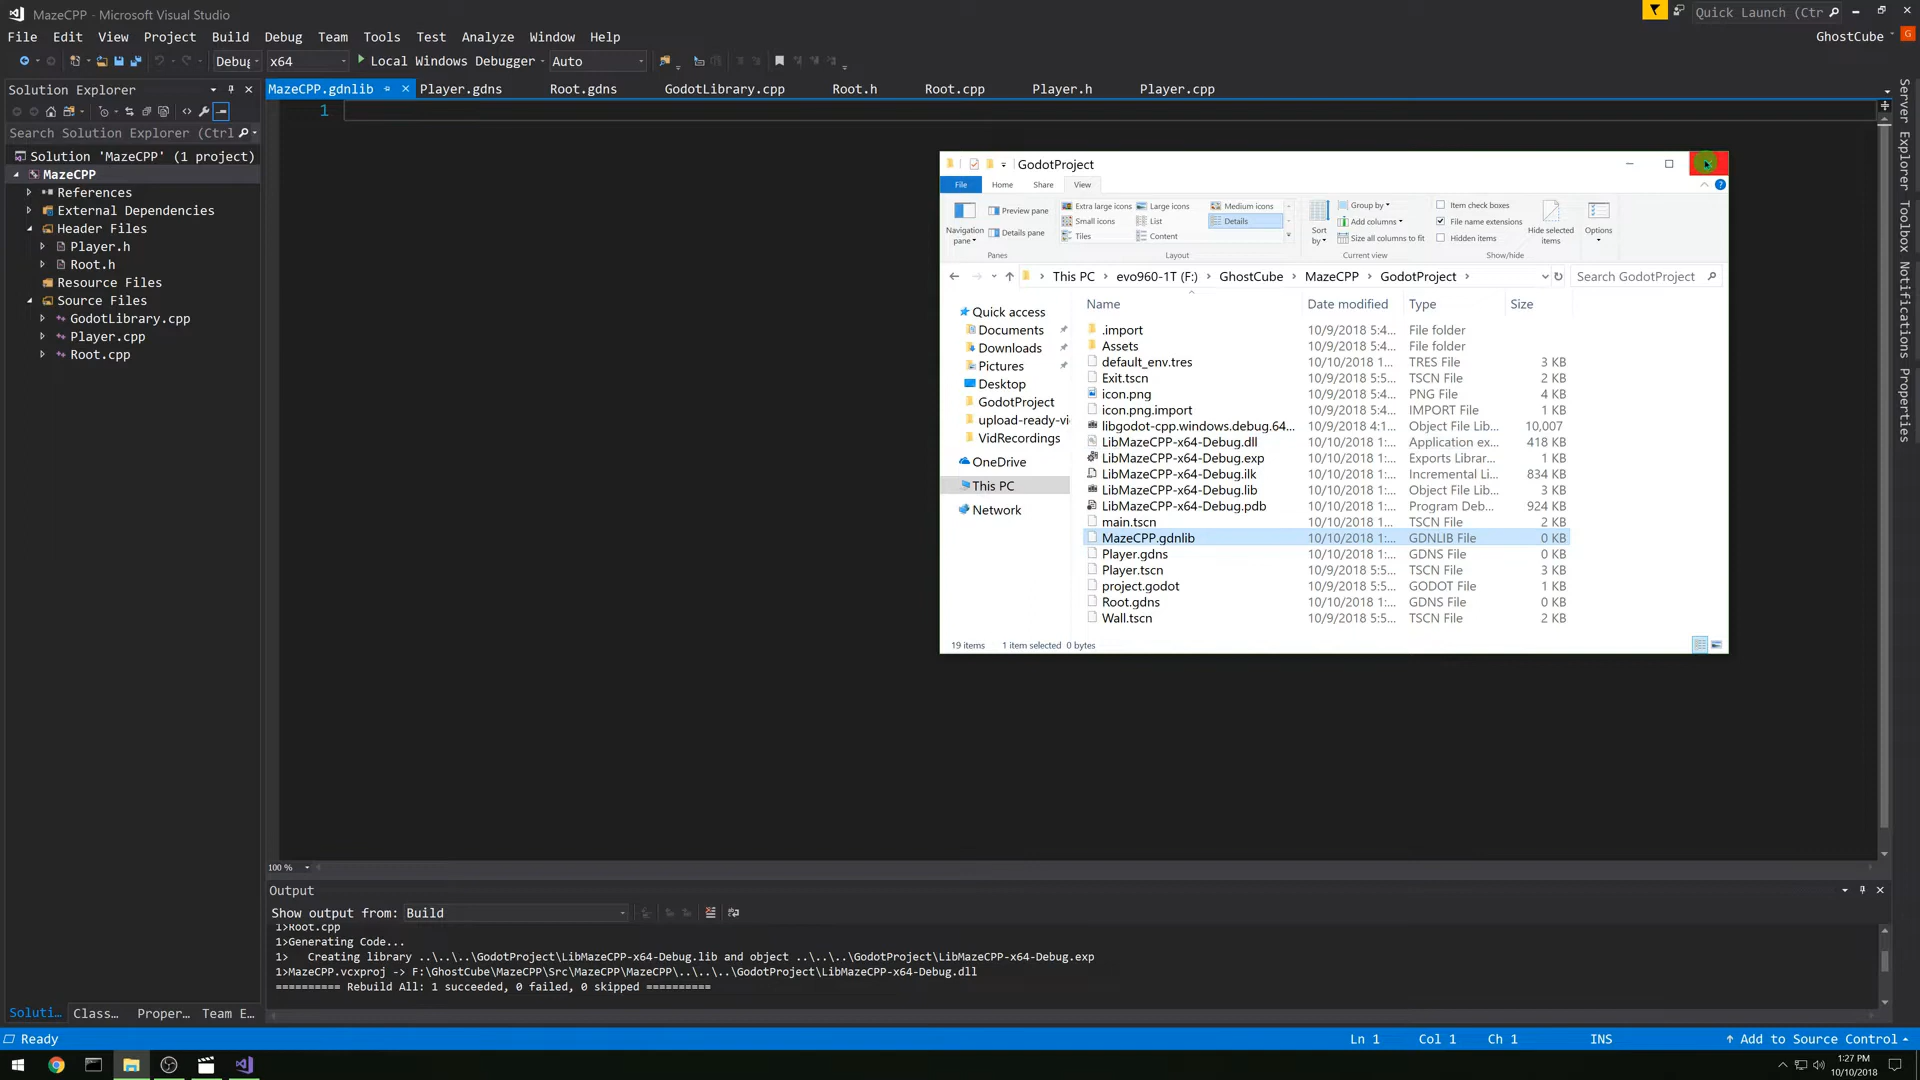 MazeCPP - Microsoft Visual Studio
Quick Launch (Ctr
File Edit View Project Build Debug Team Tools Test Analyze Window Help
GhostCube
G
Debug x64 Local Windows Debugger Auto
Solution Explorer
MazeCPP.gdnlib Player.gdns Root.gdns GodotLibrary.cpp Root.h Root.cpp Player.h Player.cpp
1
Search Solution Explorer (Ctrl
Solution 'MazeCPP' (1 project)
MazeCPP
References
External Dependencies
Header Files
Player.h
Root.h
Resource Files
Source Files
GodotLibrary.cpp
Player.cpp
Root.cpp
Server Explorer
Toolbox
Notifications
Properties
GodotProject
File Home Share View
Navigation pane
Preview pane
Details pane
Panes
Extra large icons Large icons Medium icons
Small icons List Details
Tiles Content
Layout
Sort by
Group by
Add columns
Size all columns to fit
Current view
Item check boxes
File name extensions
Hidden items
Hide selected items
Show/hide
Options
This PC evo960-1T (F:) GhostCube MazeCPP GodotProject
Search GodotProject
Quick access
Documents
Downloads
Pictures
Desktop
GodotProject
upload-ready-vi
VidRecordings
OneDrive
This PC
Network
Name Date modified Type Size
.import 10/9/2018 5:4... File folder
Assets 10/9/2018 5:4... File folder
default_env.tres 10/10/2018 1... TRES File 3 KB
Exit.tscn 10/9/2018 5:5... TSCN File 2 KB
icon.png 10/9/2018 5:4... PNG File 4 KB
icon.png.import 10/9/2018 5:4... IMPORT File 1 KB
libgodot-cpp.windows.debug.64... 10/9/2018 4:1... Object File Lib... 10,007
LibMazeCPP-x64-Debug.dll 10/10/2018 1:... Application ex... 418 KB
LibMazeCPP-x64-Debug.exp 10/10/2018 1:... Exports Librar... 1 KB
LibMazeCPP-x64-Debug.ilk 10/10/2018 1:... Incremental Li... 834 KB
LibMazeCPP-x64-Debug.lib 10/10/2018 1:... Object File Lib... 3 KB
LibMazeCPP-x64-Debug.pdb 10/10/2018 1:... Program Deb... 924 KB
main.tscn 10/10/2018 1... TSCN File 2 KB
MazeCPP.gdnlib 10/10/2018 1:... GDNLIB File 0 KB
Player.gdns 10/10/2018 1:... GDNS File 0 KB
Player.tscn 10/9/2018 5:5... TSCN File 3 KB
project.godot 10/9/2018 5:5... GODOT File 1 KB
Root.gdns 10/10/2018 1:... GDNS File 0 KB
Wall.tscn 10/9/2018 5:5... TSCN File 2 KB
19 items 1 item selected 0 bytes
100 %
Output
Show output from: Build
1>Root.cpp
1>Generating Code...
1> Creating library ..\..\..\GodotProject\LibMazeCPP-x64-Debug.lib and object ..\..\..\GodotProject\LibMazeCPP-x64-Debug.exp
1>MazeCPP.vcxproj -> F:\GhostCube\MazeCPP\Src\MazeCPP\MazeCPP\..\..\..\GodotProject\LibMazeCPP-x64-Debug.dll
========== Rebuild All: 1 succeeded, 0 failed, 0 skipped ==========
Soluti... Class... Proper... Team E...
Ready Ln 1 Col 1 Ch 1 INS Add to Source Control
1:27 PM
10/10/2018